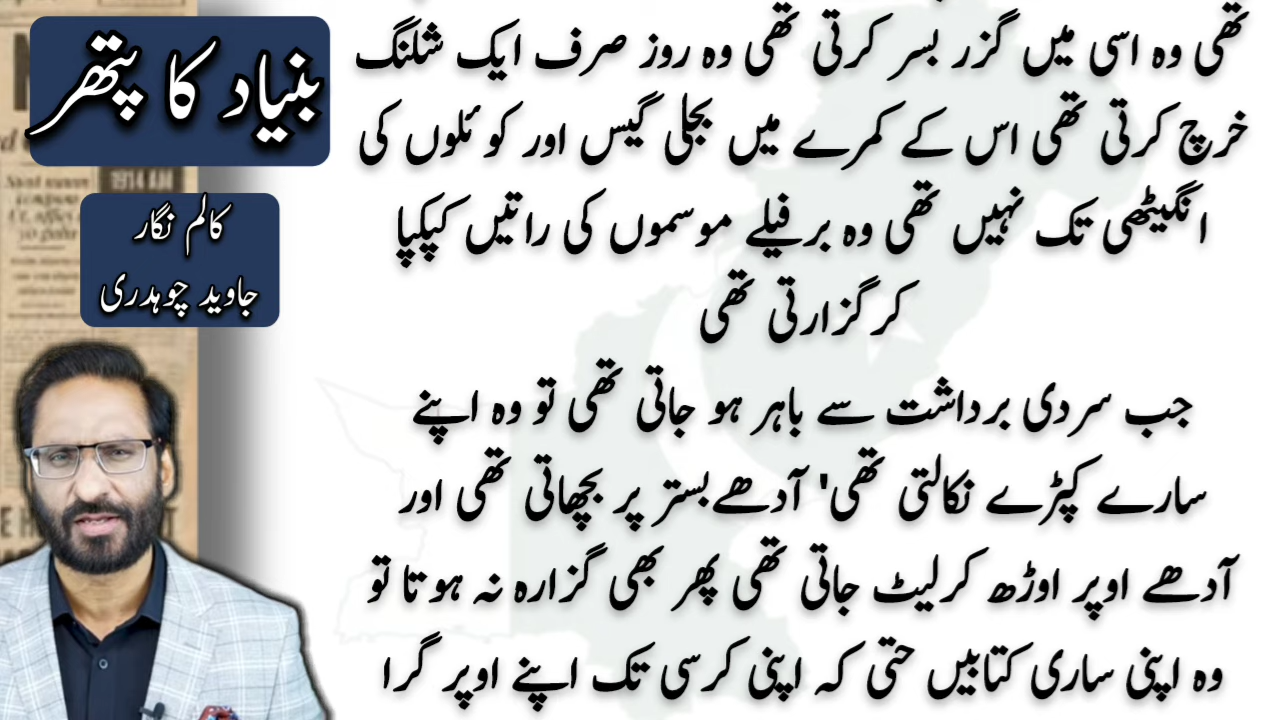 بنیاد کا پتھر
کالم نگار
جاوید چوہدری
تھی وہ اسی میں گزر بسر کرتی تھی وہ روز صرف ایک شلنگ
خرچ کرتی تھی اس کے کمرے میں بجلی گیس اور کوئلوں کی
انگیٹھی تک نہیں تھی وہ برفیلے موسموں کی راتیں کپکپا
کر گزارتی تھی
جب سردی برداشت سے باہر ہو جاتی تھی تو وہ اپنے
سارے کپڑے نکالتی تھی' آدھے بستر پر بچھاتی تھی اور
آدھے اوپر اوڑھ کر لیٹ جاتی تھی پھر بھی گزارہ نہ ہوتا تو
وہ اپنی ساری کتابیں حتیٰ کہ اپنی کرسی تک اپنے اوپر گرا
1914 AM